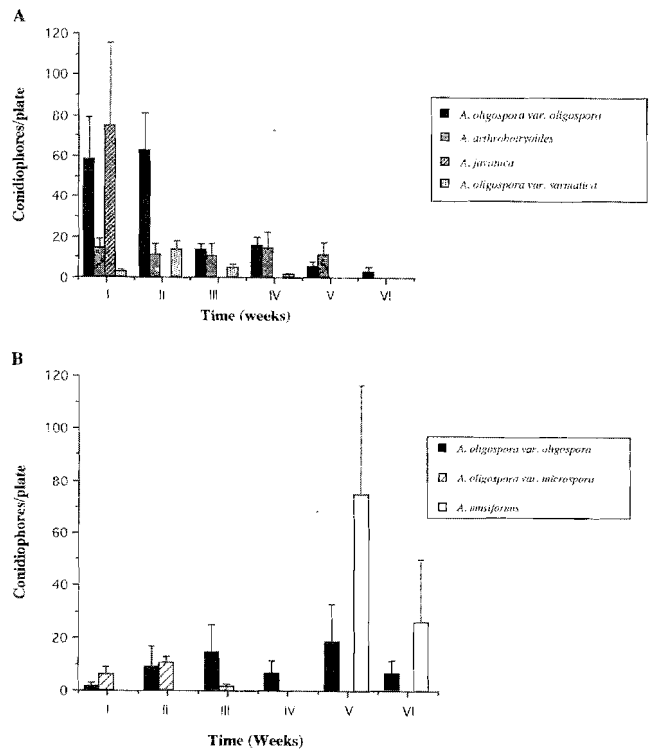 A
120
100
80
60
40
20
0
Conidiophores/plate
I II III IV V VI
Time (weeks)
A. oligospora var. oligospora
A. arthrobotryoides
A. javanica
A. oligospora var. sarmatica
B
120
100
80
60
40
20
0
Conidiophores/plate
I II III IV V VI
Time (Weeks)
A. oligospora var. oligospora
A. oligospora var. microspora
A.